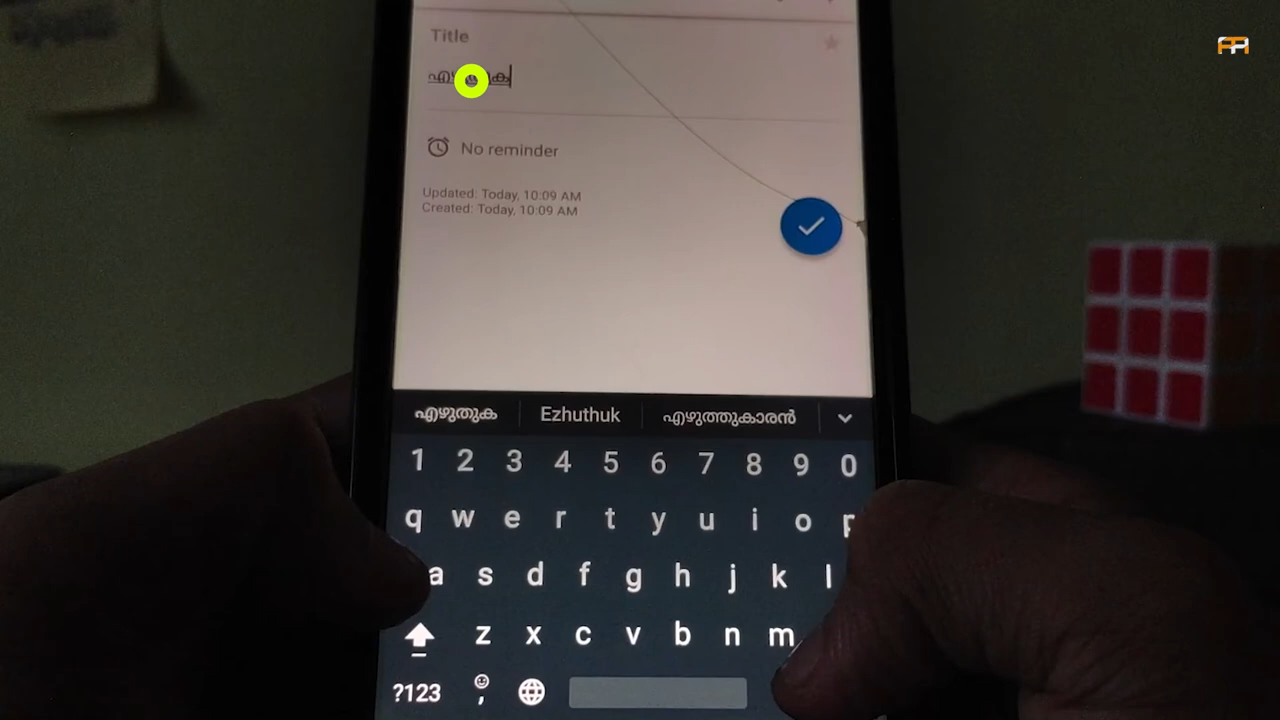 Title
No reminder
Updated: Today, 10:09 AM
Created: Today, 10:09 AM
എഴുതുക Ezhuthuk എഴുത്തുകാരൻ
1 2 3 4 5 6 7 8 9 0
q w e r t y u i o p
a s d f g h j k l
z x c v b n m
?123 ,